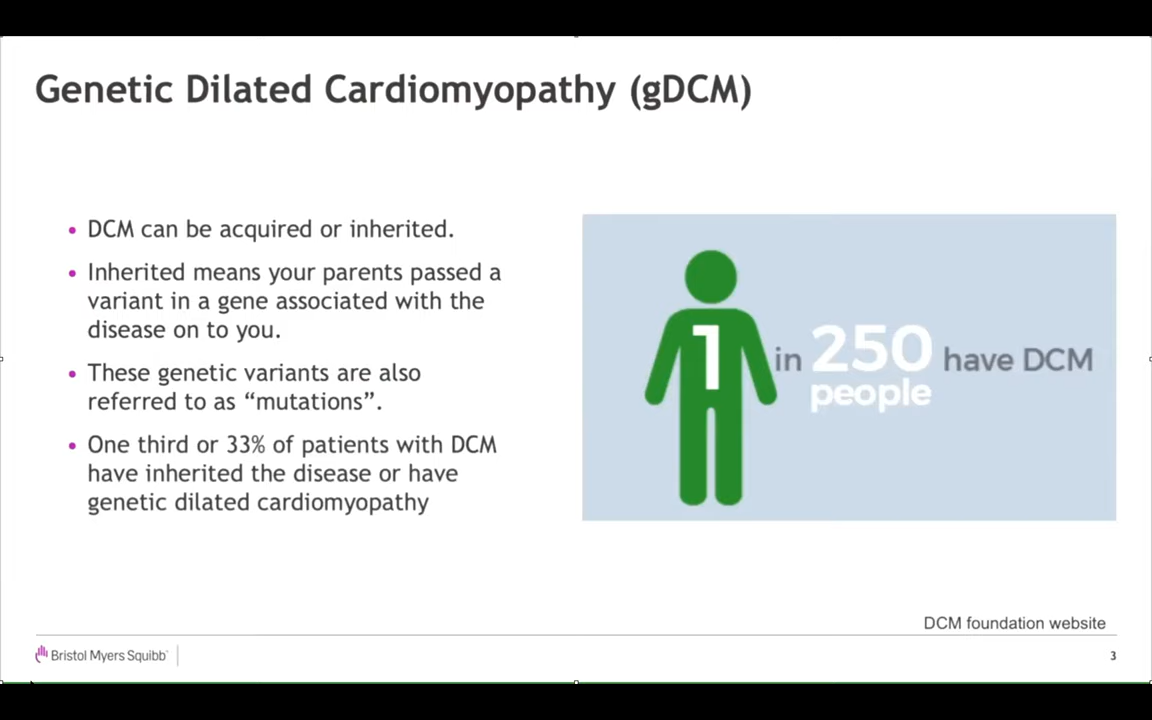 Genetic Dilated Cardiomyopathy (gDCM)
• DCM can be acquired or inherited.
• Inherited means your parents passed a
variant in a gene associated with the
disease on to you.
• These genetic variants are also
referred to as “mutations”.
• One third or 33% of patients with DCM
have inherited the disease or have
genetic dilated cardiomyopathy
1 in 250 have DCM
people
DCM foundation website
Bristol Myers Squibb
3